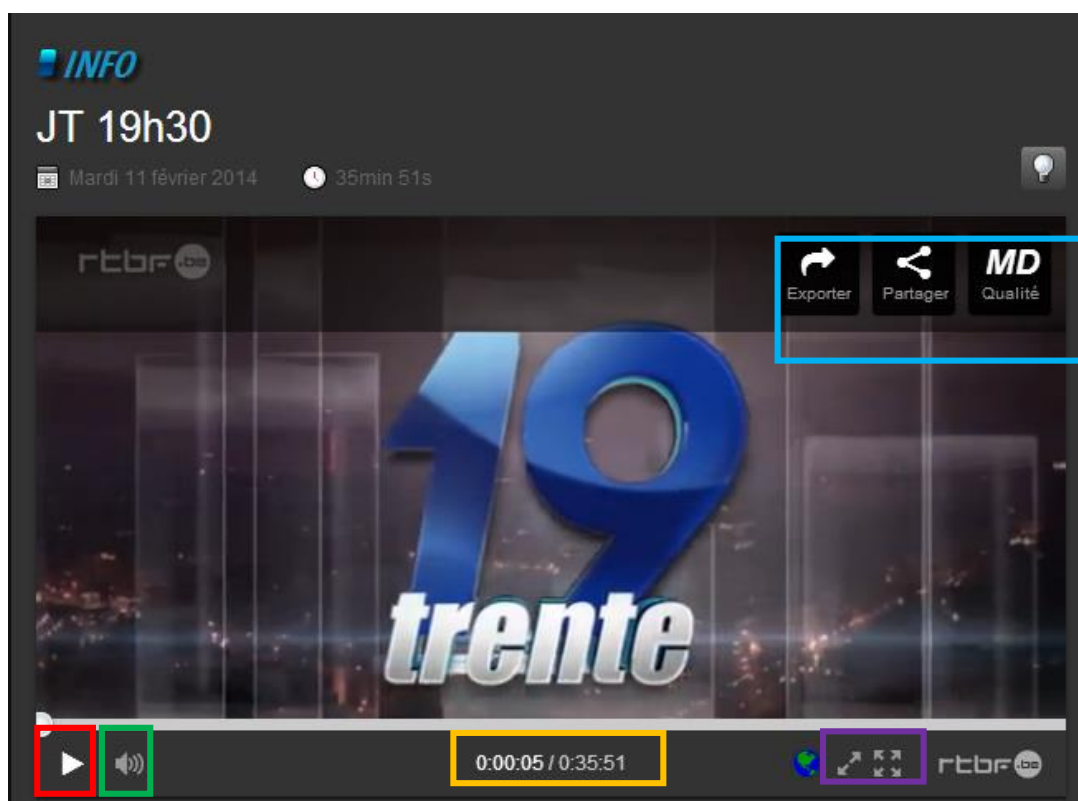 INFO
JT 19h30
Mardi 11 février 2014 35min 51s
rtbf.be
MD
Exporter Partager Qualité
19
trente
0:00:05 / 0:35:51 rtbf.be